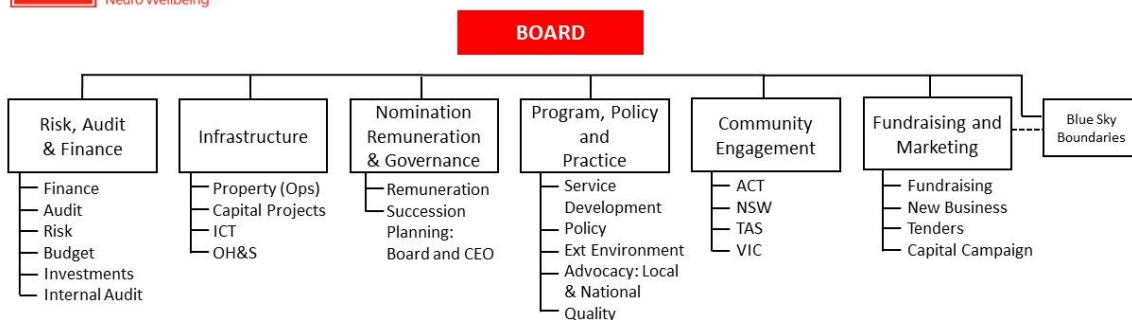 Neuro Wellbeing
BOARD
Risk, Audit
& Finance
Finance
Audit
Risk
Budget
Investments
Internal Audit
Infrastructure
Property (Ops)
Capital Projects
ICT
OH&S
Nomination
Remuneration
& Governance
Remuneration
Succession
Planning:
Board and CEO
Program, Policy
and
Practice
Service
Development
Policy
Ext Environment
Advocacy: Local
& National
Quality
Community
Engagement
ACT
NSW
TAS
VIC
Fundraising and
Marketing
Fundraising
New Business
Tenders
Capital Campaign
Blue Sky
Boundaries